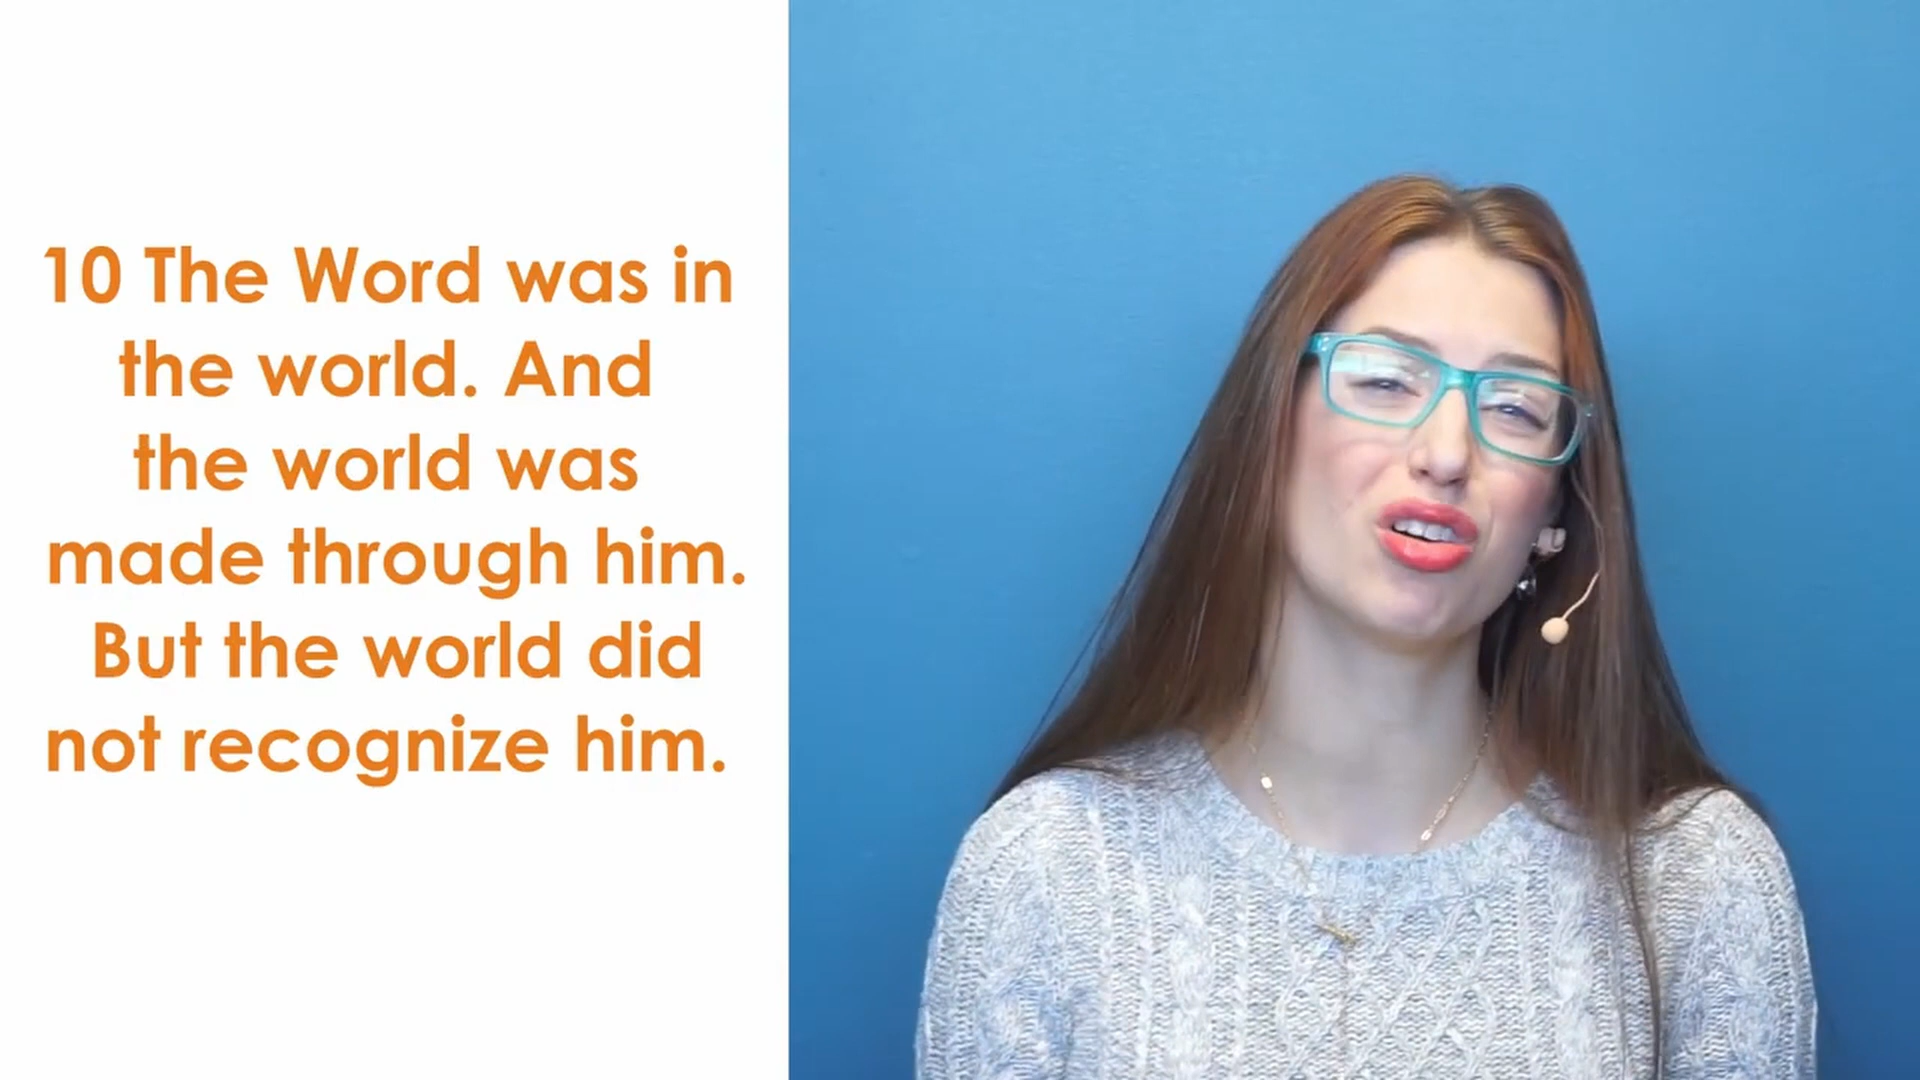 10 The Word was in
the world. And
the world was
made through him.
But the world did
not recognize him.